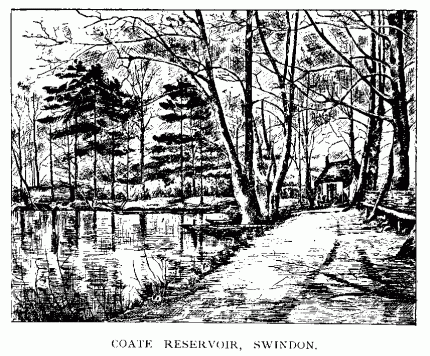 COATE RESERVOIR, SWINDON.